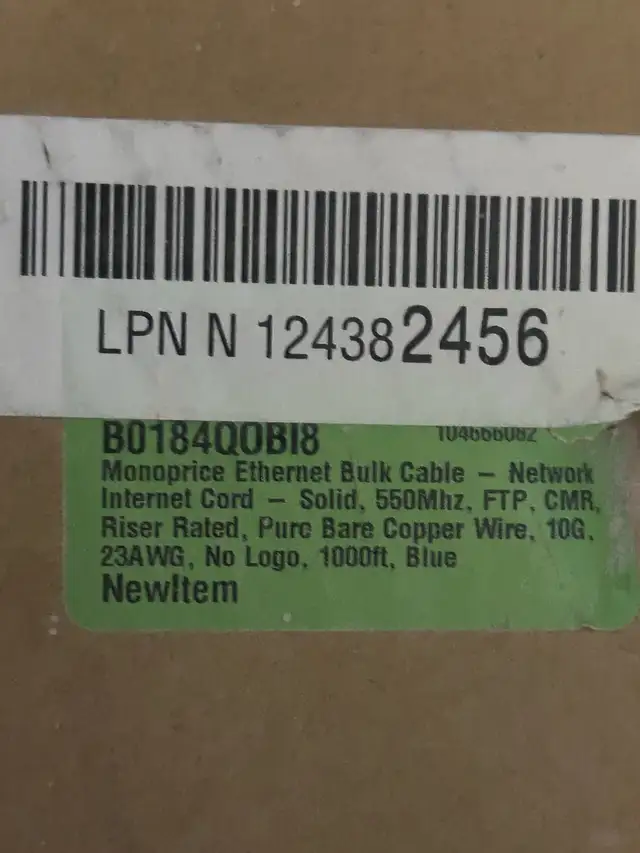 LPN N 124382456
B0184QOBI8
104666082
Monoprice Ethernet Bulk Cable – Network
Internet Cord – Solid, 550Mhz, FTP, CMR,
Riser Rated, Pure Bare Copper Wire, 10G,
23AWG, No Logo, 1000ft, Blue
NewItem